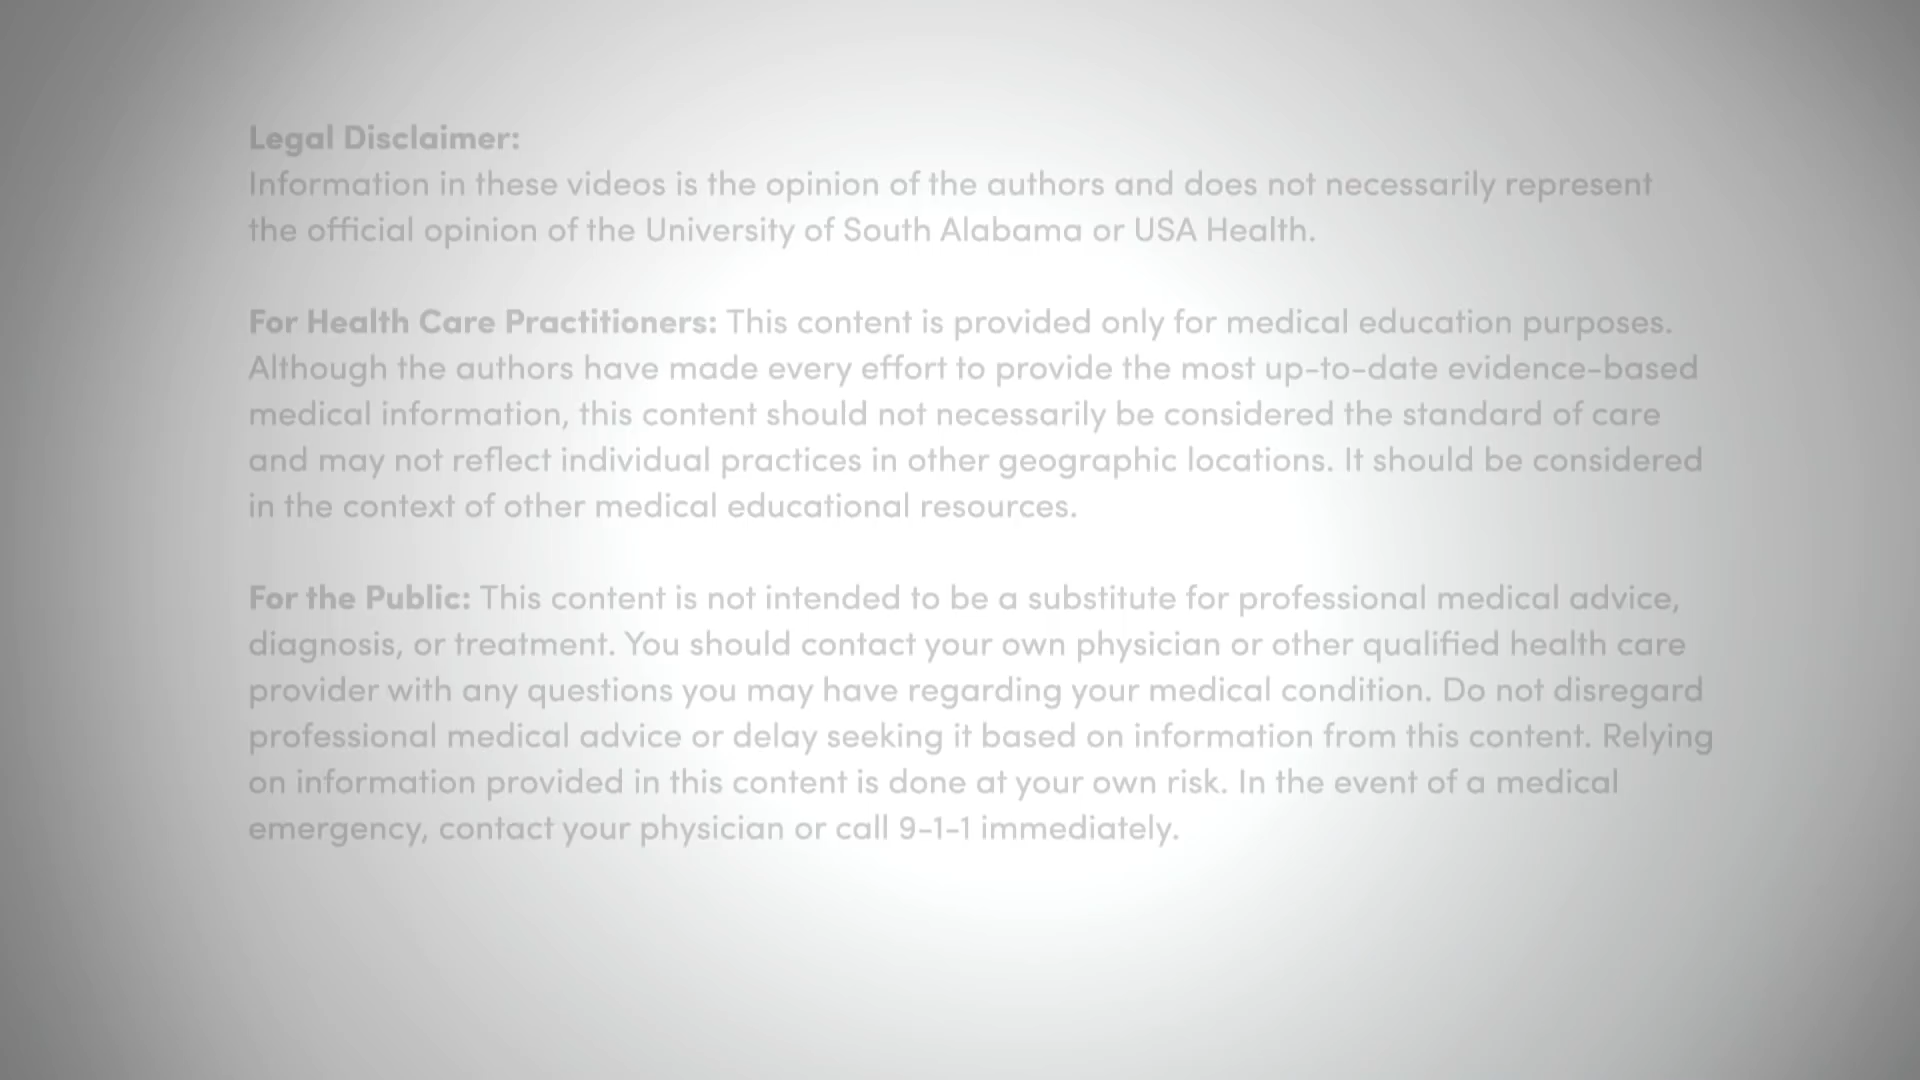 Legal Disclaimer:
Information in these videos is the opinion of the authors and does not necessarily represent
the official opinion of the University of South Alabama or USA Health.
For Health Care Practitioners: This content is provided only for medical education purposes.
Although the authors have made every effort to provide the most up-to-date evidence-based
medical information, this content should not necessarily be considered the standard of care
and may not reflect individual practices in other geographic locations. It should be considered
in the context of other medical educational resources.
For the Public: This content is not intended to be a substitute for professional medical advice,
diagnosis, or treatment. You should contact your own physician or other qualified health care
provider with any questions you may have regarding your medical condition. Do not disregard
professional medical advice or delay seeking it based on information from this content. Relying
on information provided in this content is done at your own risk. In the event of a medical
emergency, contact your physician or call 9-1-1 immediately.